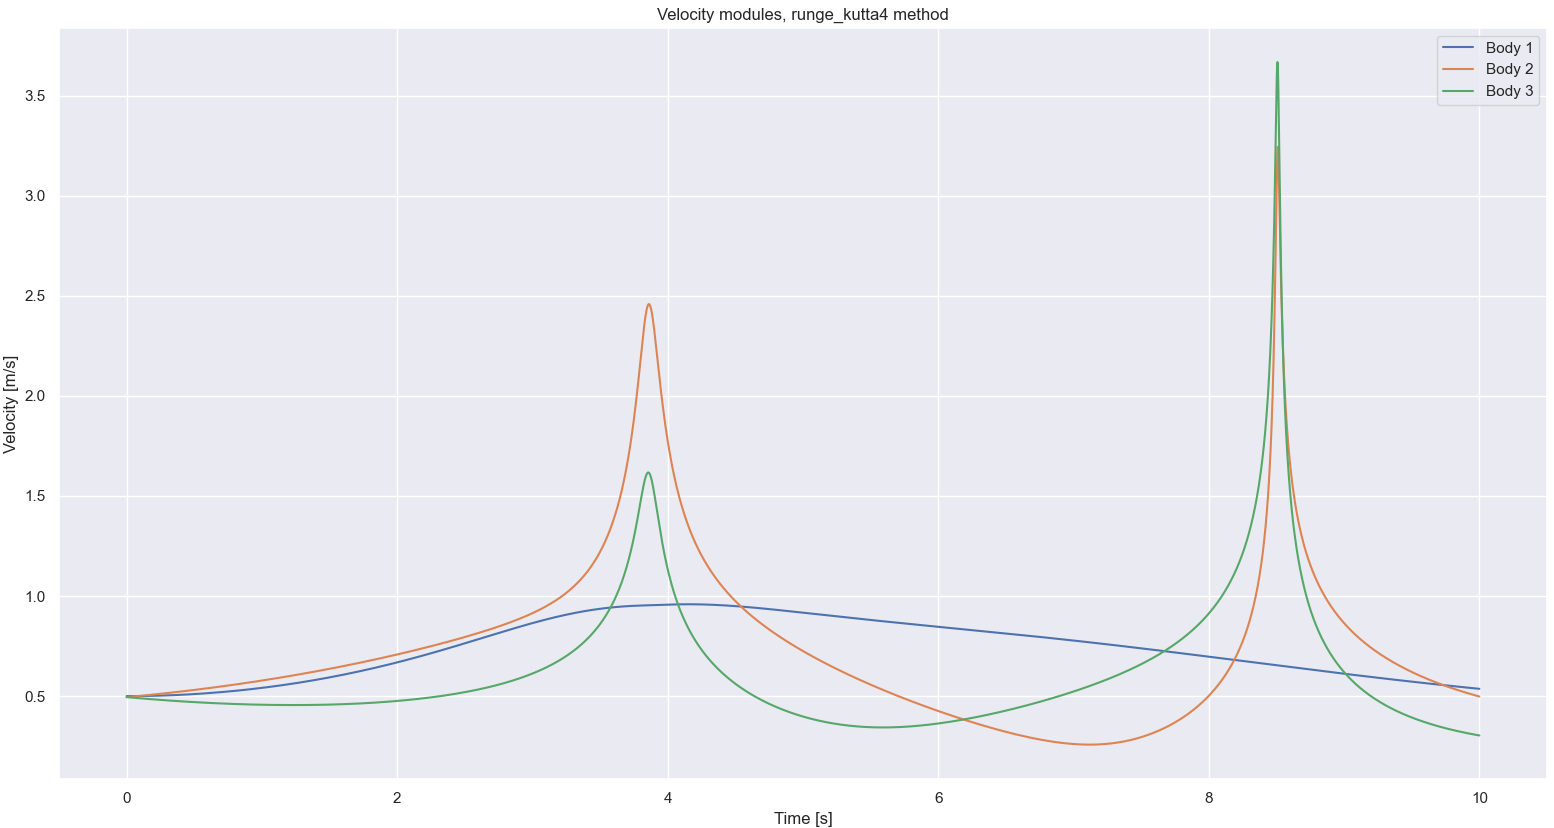 Velocity modules, runge_kutta4 method
Body 1
Body 2
Body 3
3.5
3.0
2.5
2.0
1.5
1.0
0.5
Velocity [m/s]
0 2 4 6 8 10
Time [s]